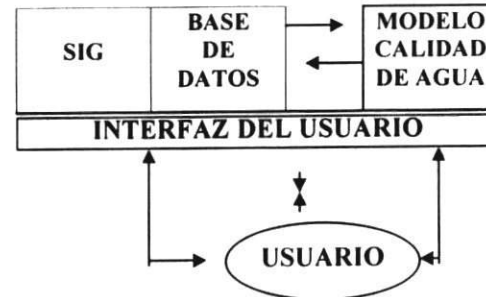 SIG
BASE
DE
DATOS
MODELO
CALIDAD
DE AGUA
INTERFAZ DEL USUARIO
USUARIO